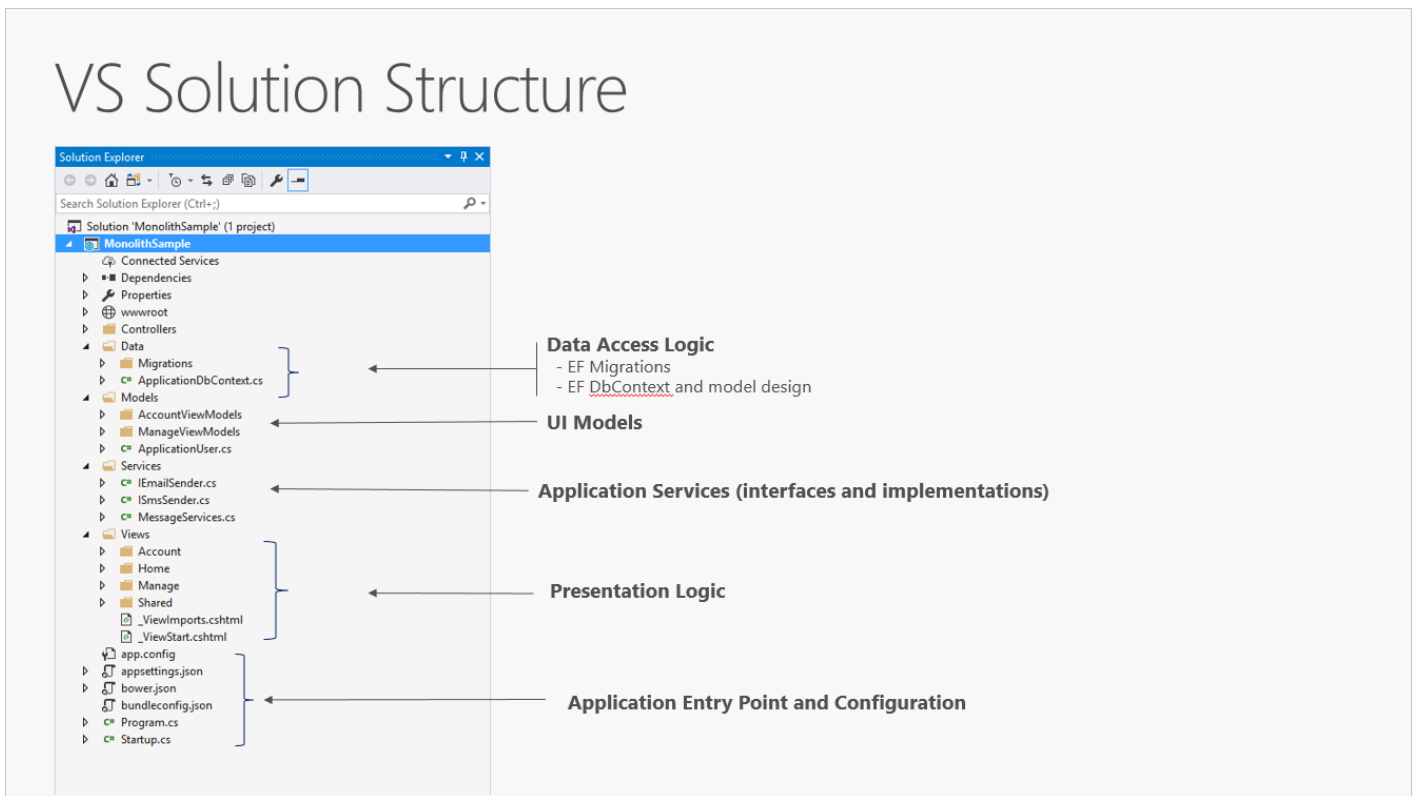 VS Solution Structure
Solution Explorer
Search Solution Explorer (Ctrl+;)
Solution 'MonolithSample' (1 project)
MonolithSample
Connected Services
Dependencies
Properties
wwwroot
Controllers
Data
Migrations
C# ApplicationDbContext.cs
Models
AccountViewModels
ManageViewModels
C# ApplicationUser.cs
Services
C# IEmailSender.cs
C# ISmsSender.cs
C# MessageServices.cs
Views
Account
Home
Manage
Shared
_ViewImports.cshtml
_ViewStart.cshtml
app.config
appsettings.json
bower.json
bundleconfig.json
C# Program.cs
C# Startup.cs
Data Access Logic
- EF Migrations
- EF DbContext and model design
UI Models
Application Services (interfaces and implementations)
Presentation Logic
Application Entry Point and Configuration